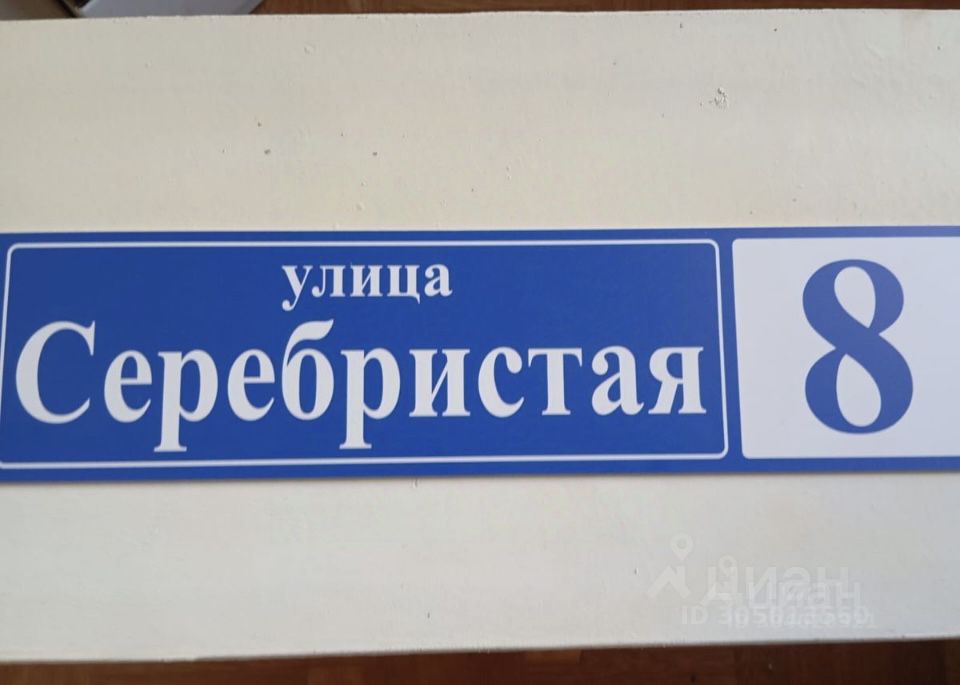 улица
Серебристая
8
циан